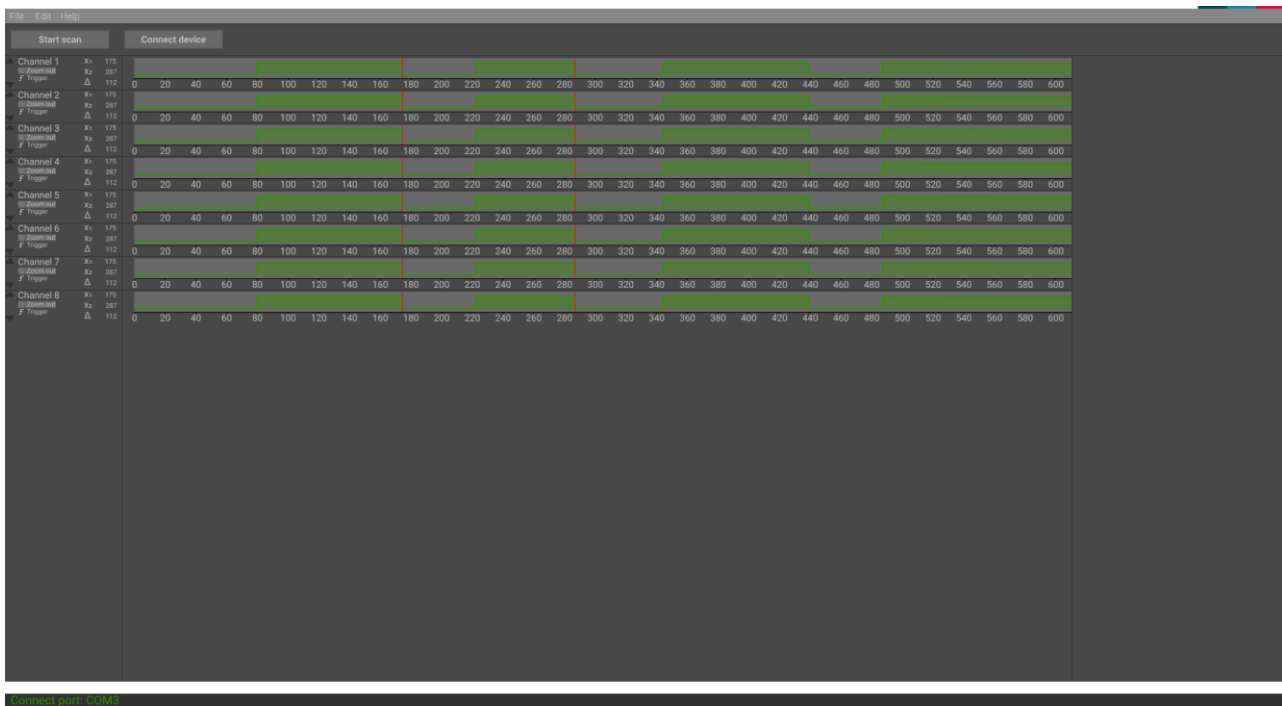 File Edit Help
Start scan Connect device
Channel 1 X₁ 175
Zoom out X₂ 287
Trigger Δ 112
0 20 40 60 80 100 120 140 160 180 200 220 240 260 280 300 320 340 360 380 400 420 440 460 480 500 520 540 560 580 600
Channel 2 X₁ 175
Zoom out X₂ 287
Trigger Δ 112
0 20 40 60 80 100 120 140 160 180 200 220 240 260 280 300 320 340 360 380 400 420 440 460 480 500 520 540 560 580 600
Channel 3 X₁ 175
Zoom out X₂ 287
Trigger Δ 112
0 20 40 60 80 100 120 140 160 180 200 220 240 260 280 300 320 340 360 380 400 420 440 460 480 500 520 540 560 580 600
Channel 4 X₁ 175
Zoom out X₂ 287
Trigger Δ 112
0 20 40 60 80 100 120 140 160 180 200 220 240 260 280 300 320 340 360 380 400 420 440 460 480 500 520 540 560 580 600
Channel 5 X₁ 175
Zoom out X₂ 287
Trigger Δ 112
0 20 40 60 80 100 120 140 160 180 200 220 240 260 280 300 320 340 360 380 400 420 440 460 480 500 520 540 560 580 600
Channel 6 X₁ 175
Zoom out X₂ 287
Trigger Δ 112
0 20 40 60 80 100 120 140 160 180 200 220 240 260 280 300 320 340 360 380 400 420 440 460 480 500 520 540 560 580 600
Channel 7 X₁ 175
Zoom out X₂ 287
Trigger Δ 112
0 20 40 60 80 100 120 140 160 180 200 220 240 260 280 300 320 340 360 380 400 420 440 460 480 500 520 540 560 580 600
Channel 8 X₁ 175
Zoom out X₂ 287
Trigger Δ 112
0 20 40 60 80 100 120 140 160 180 200 220 240 260 280 300 320 340 360 380 400 420 440 460 480 500 520 540 560 580 600
Connect port: COM3